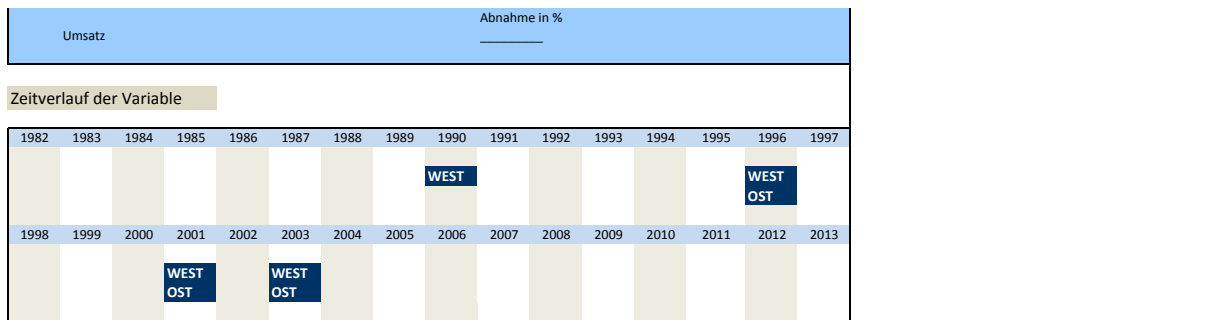 Abnahme in %
Umsatz
_________
Zeitverlauf der Variable
1982 1983 1984 1985 1986 1987 1988 1989 1990 1991 1992 1993 1994 1995 1996 1997
WEST WEST
OST
1998 1999 2000 2001 2002 2003 2004 2005 2006 2007 2008 2009 2010 2011 2012 2013
WEST WEST
OST OST